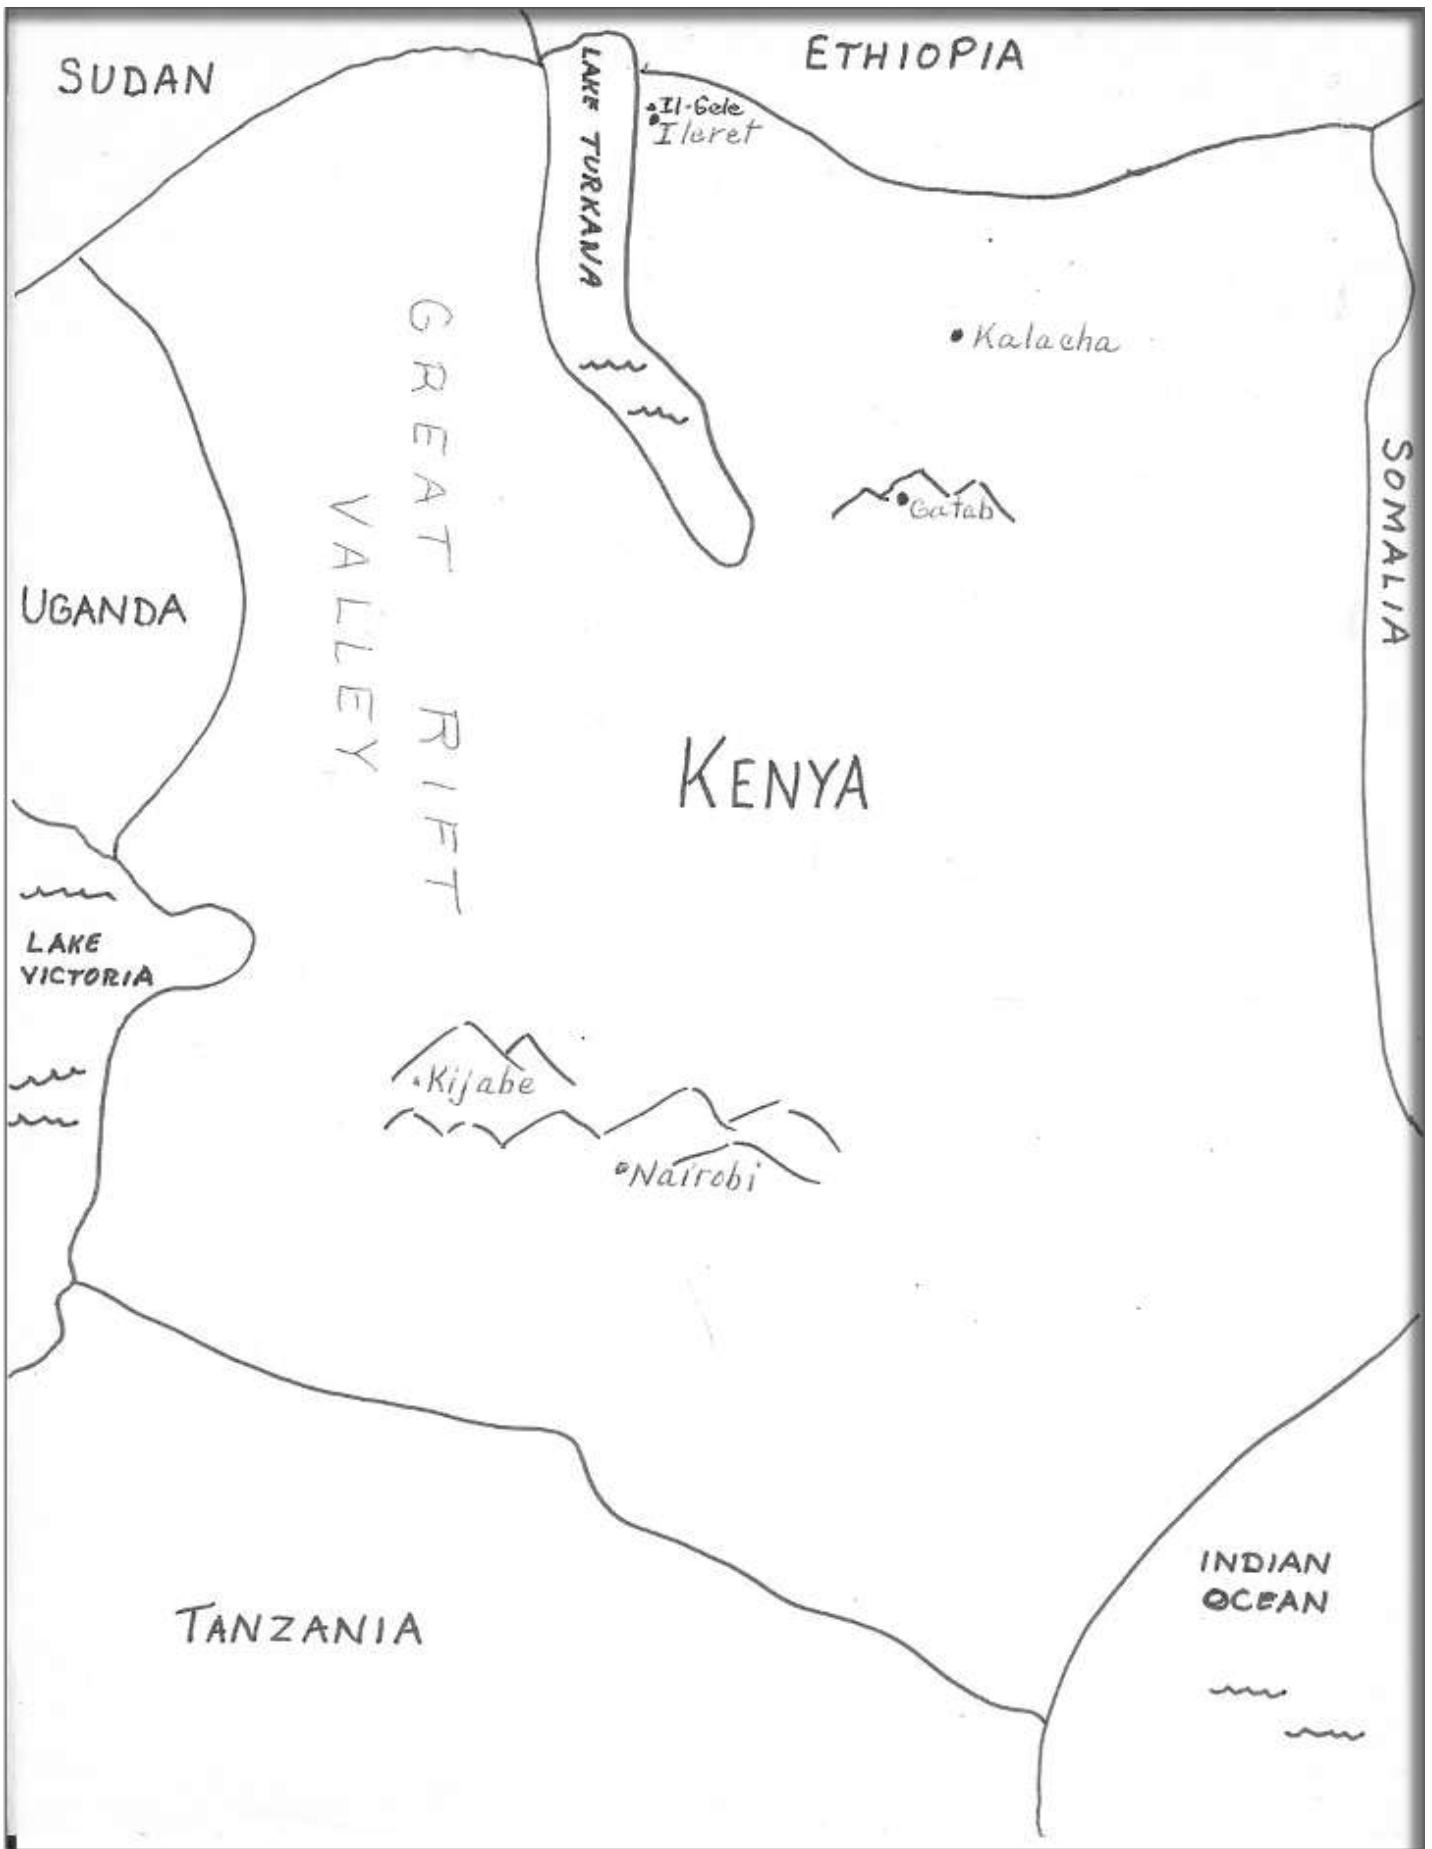 SUDAN
ETHIOPIA
LAKE TURKANA
Il-Gele
Ileret
Kalacha
GREAT RIFT
VALLEY
Gatab
SOMALIA
UGANDA
KENYA
LAKE
VICTORIA
Kijabe
Nairobi
INDIAN
OCEAN
TANZANIA